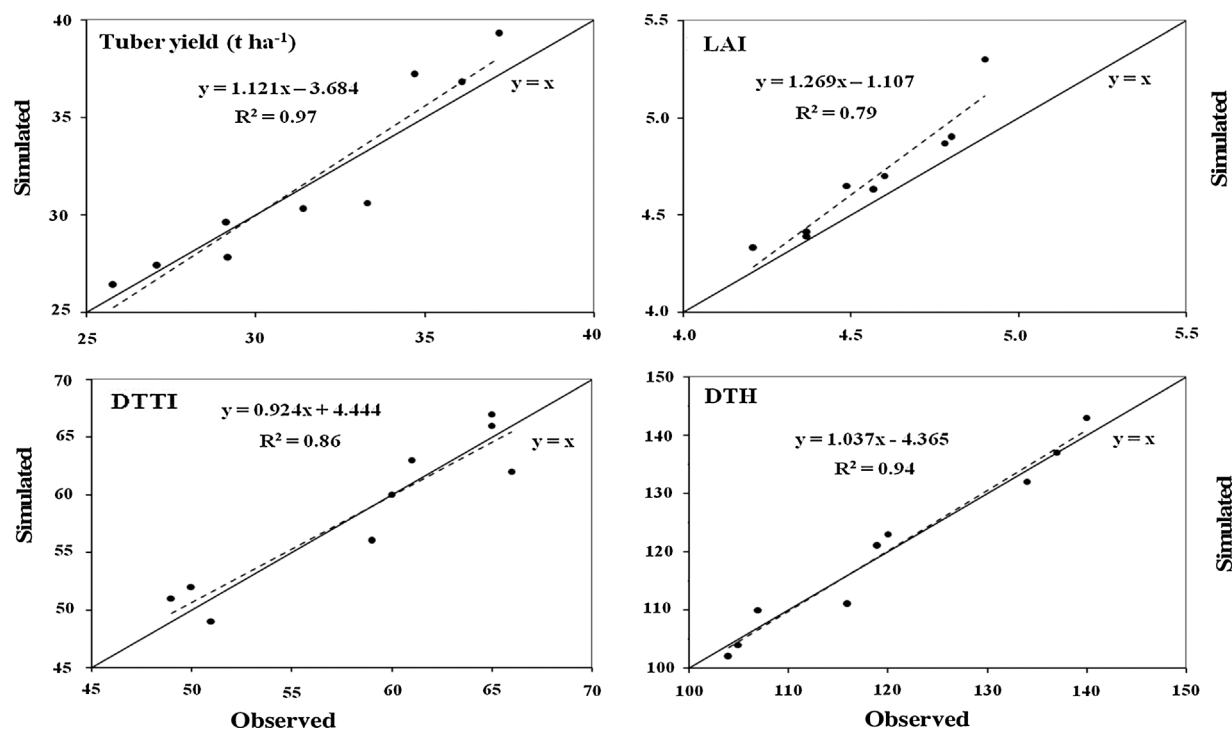 Tuber yield (t ha⁻¹)
y = 1.121x – 3.684
R² = 0.97
y = x
40
35
30
25
25 30 35 40
Simulated
LAI
y = 1.269x – 1.107
R² = 0.79
y = x
5.5
5.0
4.5
4.0
4.0 4.5 5.0 5.5
Simulated
DTTI
y = 0.924x + 4.444
R² = 0.86
y = x
70
65
60
55
50
45
45 50 55 60 65 70
Simulated
Observed
DTH
y = 1.037x - 4.365
R² = 0.94
y = x
150
140
130
120
110
100
100 110 120 130 140 150
Simulated
Observed